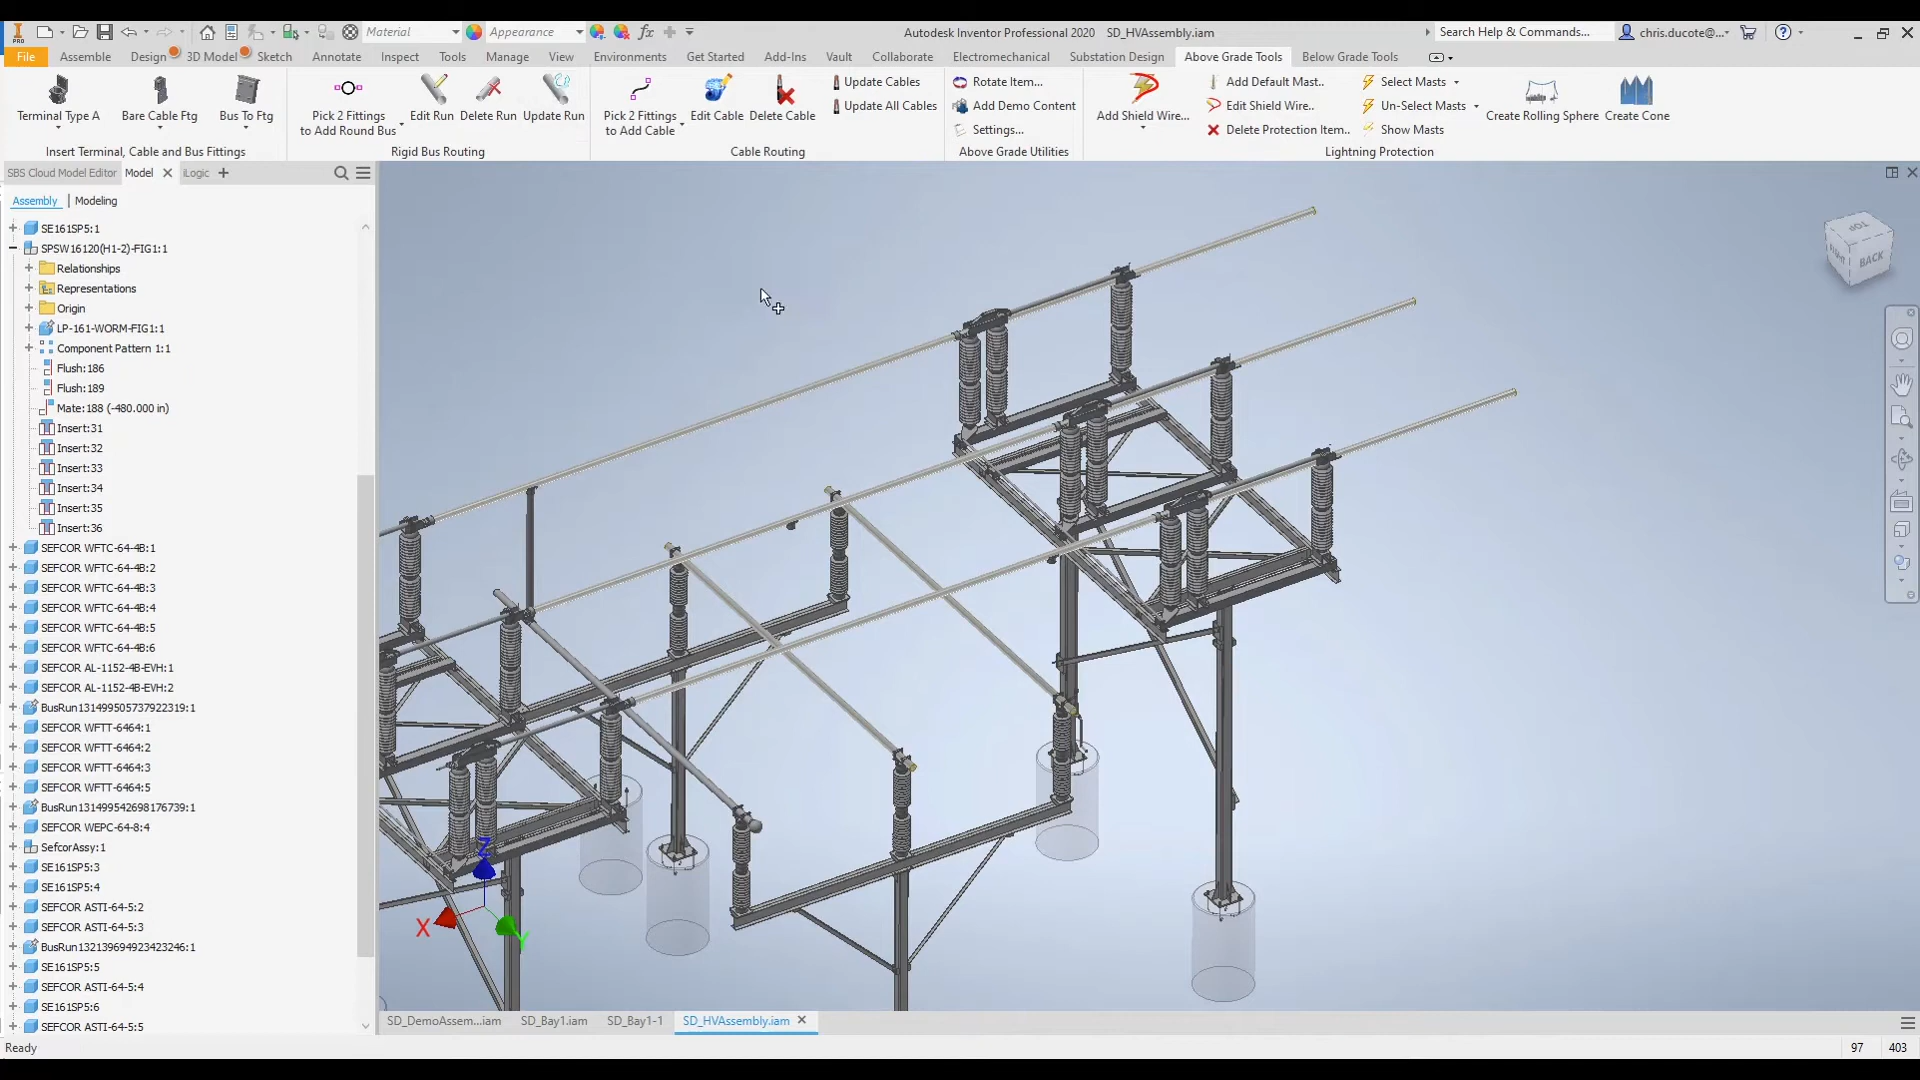 PRO
Material
Appearance
fx
Autodesk Inventor Professional 2020 SD_HVAssembly.iam
Search Help & Commands...
chris.ducote@...
File Assemble Design 3D Model Sketch Annotate Inspect Tools Manage View Environments Get Started Add-Ins Vault Collaborate Electromechanical Substation Design Above Grade Tools Below Grade Tools
Terminal Type A
Bare Cable Ftg
Bus To Ftg
Insert Terminal, Cable and Bus Fittings
Pick 2 Fittings
to Add Round Bus
Edit Run
Delete Run
Update Run
Rigid Bus Routing
Pick 2 Fittings
to Add Cable
Edit Cable
Delete Cable
Update Cables
Update All Cables
Cable Routing
Rotate Item...
Add Demo Content
Settings...
Above Grade Utilities
Add Shield Wire...
Add Default Mast..
Edit Shield Wire..
Delete Protection Item..
Select Masts
Un-Select Masts
Show Masts
Create Rolling Sphere
Create Cone
Lightning Protection
SBS Cloud Model Editor Model iLogic
Assembly | Modeling
SE161SP5:1
SPSW16120(H1-2)-FIG1:1
Relationships
Representations
Origin
LP-161-WORM-FIG1:1
Component Pattern 1:1
Flush:186
Flush:189
Mate:188 (-480.000 in)
Insert:31
Insert:32
Insert:33
Insert:34
Insert:35
Insert:36
SEFCOR WFTC-64-4B:1
SEFCOR WFTC-64-4B:2
SEFCOR WFTC-64-4B:3
SEFCOR WFTC-64-4B:4
SEFCOR WFTC-64-4B:5
SEFCOR WFTC-64-4B:6
SEFCOR AL-1152-4B-EVH:1
SEFCOR AL-1152-4B-EVH:2
BusRun131499505737922319:1
SEFCOR WFTT-6464:1
SEFCOR WFTT-6464:2
SEFCOR WFTT-6464:3
SEFCOR WFTT-6464:5
BusRun131499542698176739:1
SEFCOR WEPC-64-8:4
SefcorAssy:1
SE161SP5:3
SE161SP5:4
SEFCOR ASTI-64-5:2
SEFCOR ASTI-64-5:3
BusRun132139694923423246:1
SE161SP5:5
SEFCOR ASTI-64-5:4
SE161SP5:6
SEFCOR ASTI-64-5:5
TOP
RIGHT
BACK
Z
X
Y
SD_DemoAssem...iam SD_Bay1.iam SD_Bay1-1 SD_HVAssembly.iam
Ready
97 403